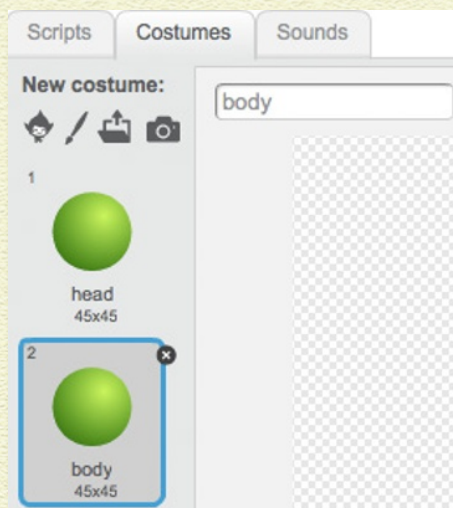 Scripts Costumes Sounds
New costume:
body
1
head
45x45
2
body
45x45